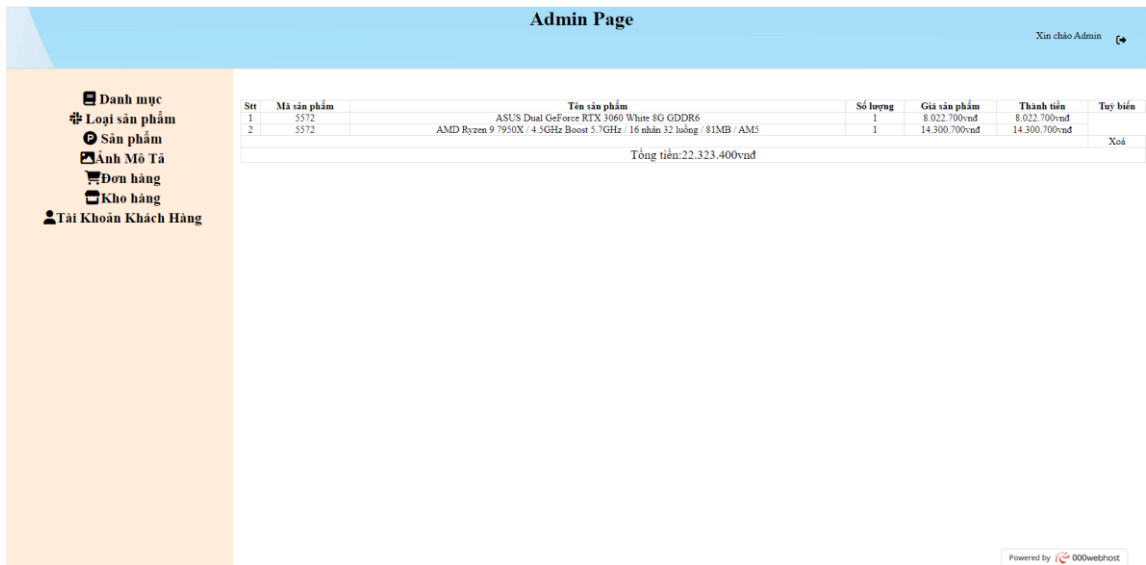 Admin Page
Xin chào Admin
Danh mục
Loại sản phẩm
Sản phẩm
Ảnh Mô Tả
Đơn hàng
Kho hàng
Tài Khoản Khách Hàng
Stt Mã sản phẩm Tên sản phẩm Số lượng Giá sản phẩm Thành tiền Tuỳ biến
1 5572 ASUS Dual GeForce RTX 3060 White 8G GDDR6 1 8.022.700vnđ 8.022.700vnđ
2 5572 AMD Ryzen 9 7950X / 4.5GHz Boost 5.7GHz / 16 nhân 32 luồng / 81MB / AM5 1 14.300.700vnđ 14.300.700vnđ
Xoá
Tổng tiền:22.323.400vnđ
Powered by 000webhost